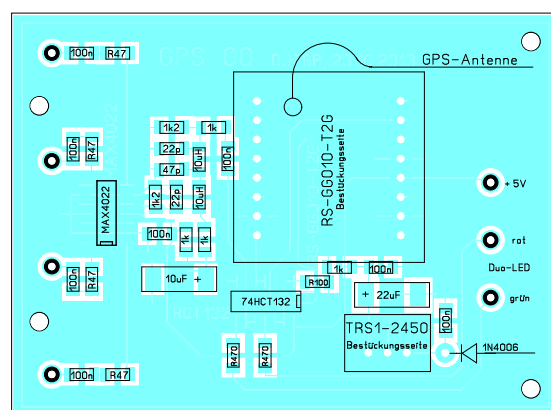 100n R47
GPS-Antenne
100n
R47
1k2 1k
22p
47p
10uH
100n
1k2
22p
10uH
MAX4022
RS-GG010-T2G
Bestückungsseite
+5V
100n
1k
1k
rot
Duo-LED
grün
10uF +
1k
100n
R100
+ 22uF
74HCT132
100n
R47
TRS1-2450
Bestückungsseite
100n
1N4006
R470
R470
100n R47